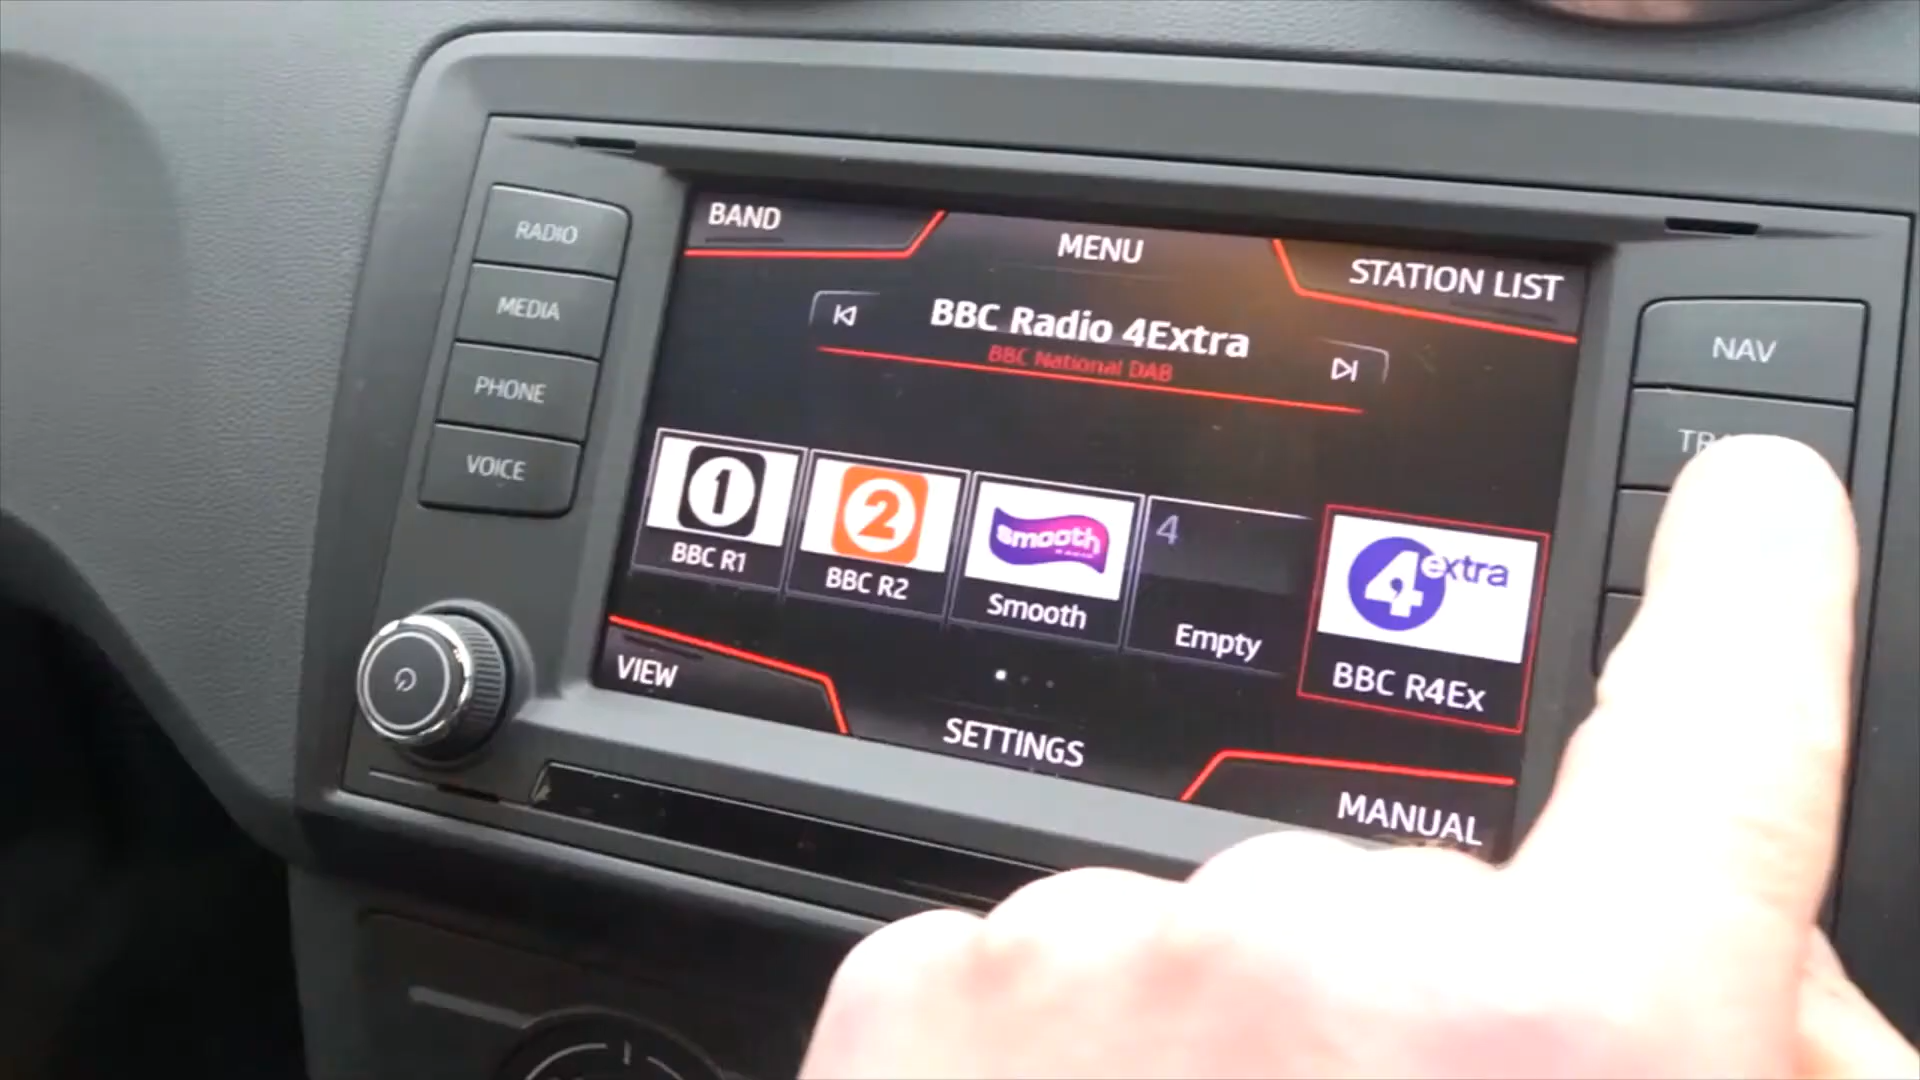 BAND
MENU
STATION LIST
BBC Radio 4Extra
BBC National DAB
RADIO
MEDIA
PHONE
VOICE
NAV
1
BBC R1
2
BBC R2
smooth
Smooth
4
Empty
4 extra
BBC R4Ex
VIEW
SETTINGS
MANUAL